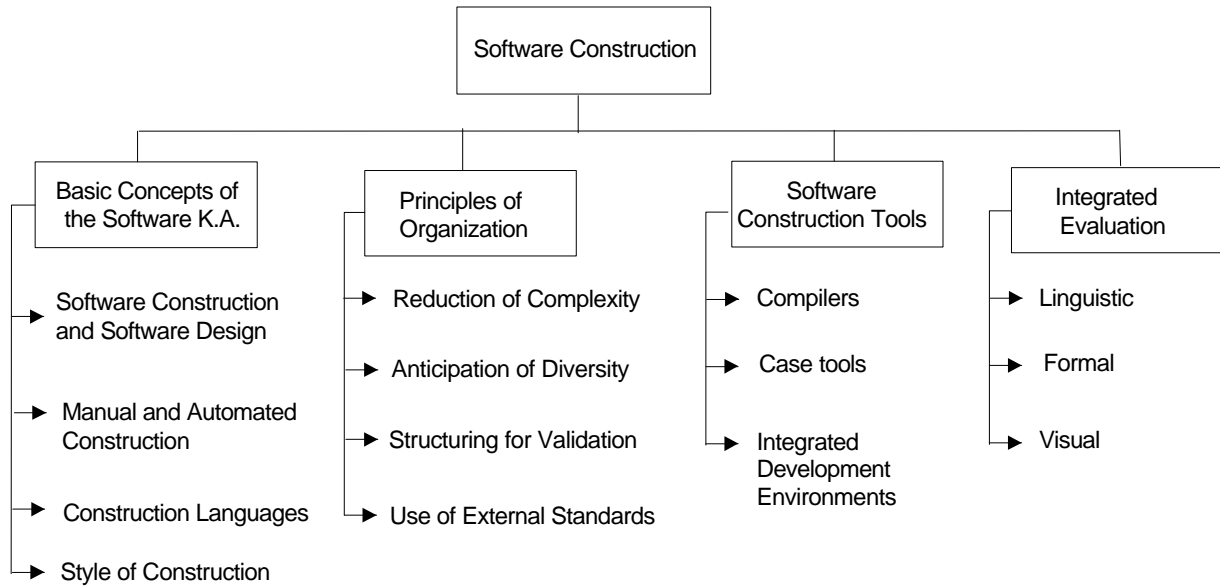 Software Construction
Basic Concepts of
the Software K.A.
Software Construction
and Software Design
Manual and Automated
Construction
Construction Languages
Style of Construction
Principles of
Organization
Reduction of Complexity
Anticipation of Diversity
Structuring for Validation
Use of External Standards
Software
Construction Tools
Compilers
Case tools
Integrated
Development
Environments
Integrated
Evaluation
Linguistic
Formal
Visual